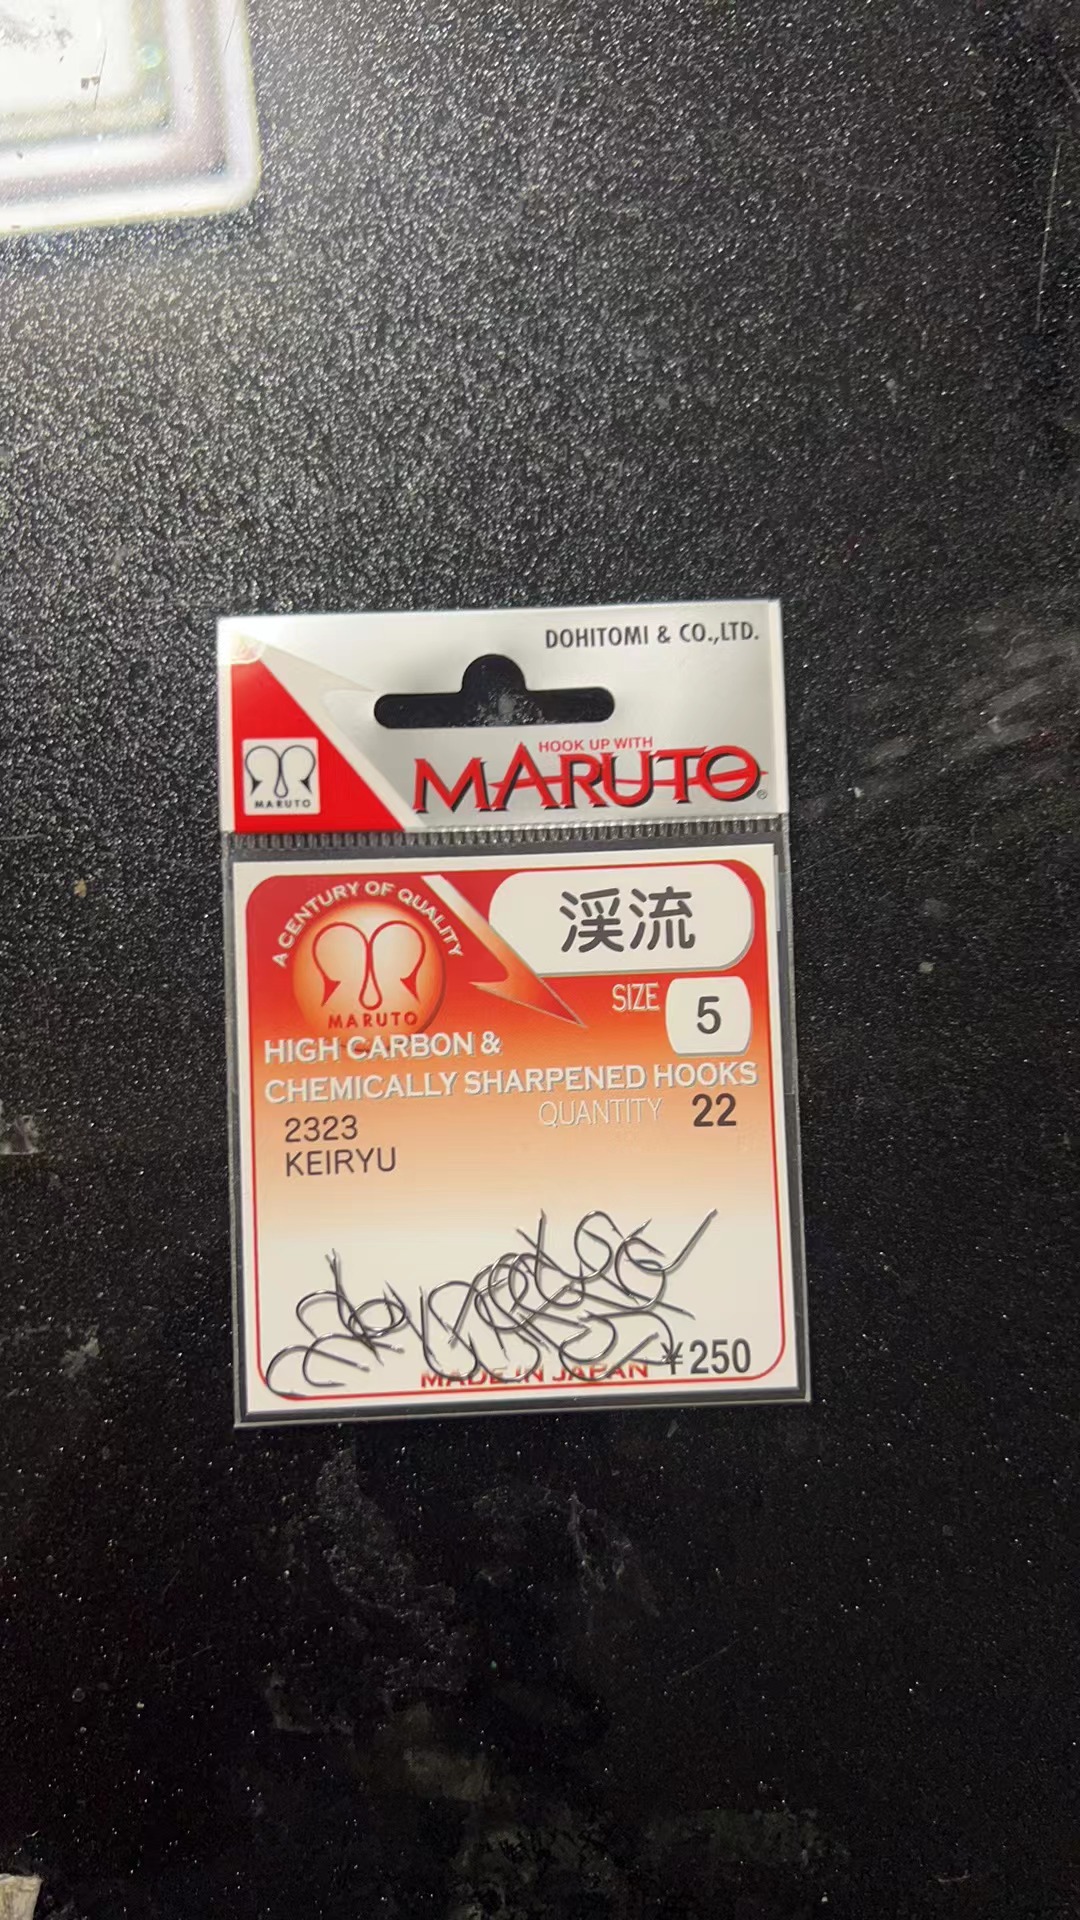 DOHITOMI & CO.,LTD.
HOOK UP WITH
MARUTO®
MARUTO
A CENTURY OF QUALITY
MARUTO
渓流
SIZE 5
HIGH CARBON &
CHEMICALLY SHARPENED HOOKS
QUANTITY 22
2323
KEIRYU
MADE IN JAPAN ¥250